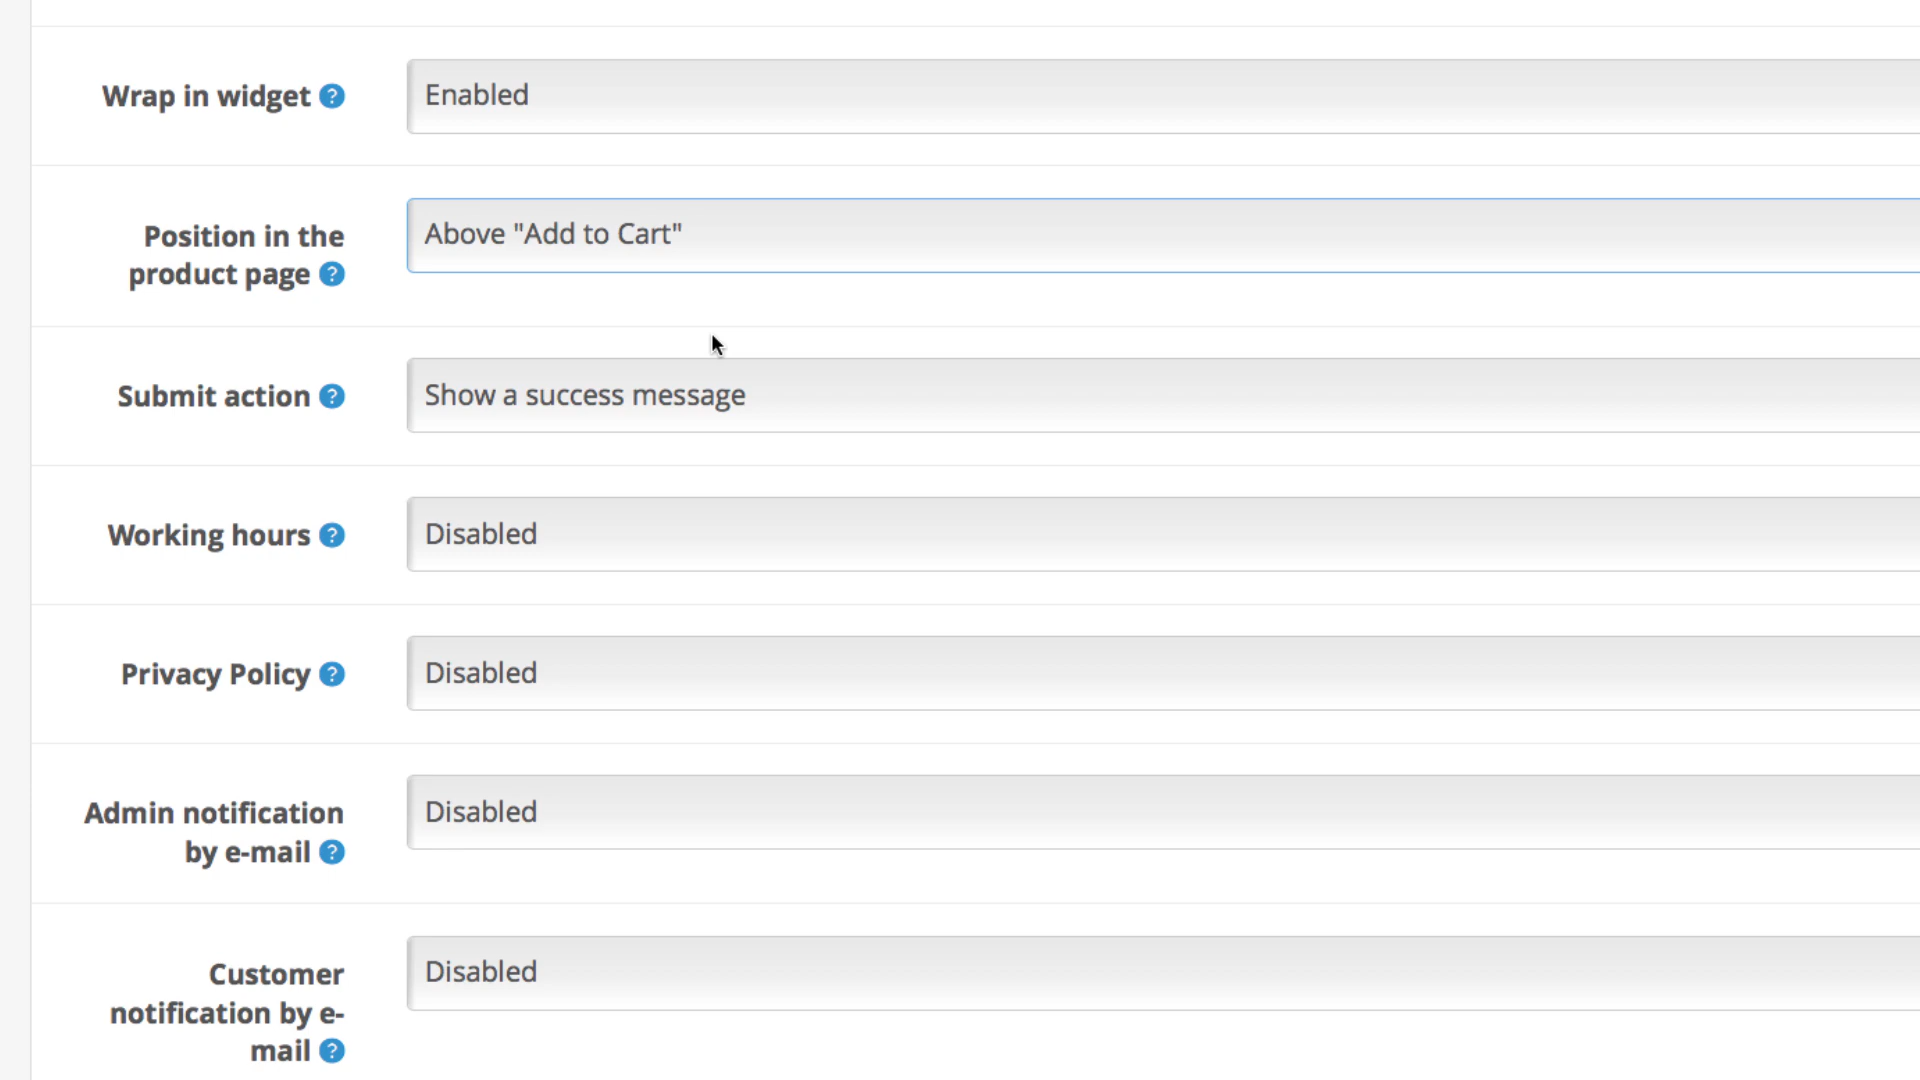 Wrap in widget ?
Enabled
Position in the
product page ?
Above "Add to Cart"
Submit action ?
Show a success message
Working hours ?
Disabled
Privacy Policy ?
Disabled
Admin notification
by e-mail ?
Disabled
Customer
notification by e-
mail ?
Disabled